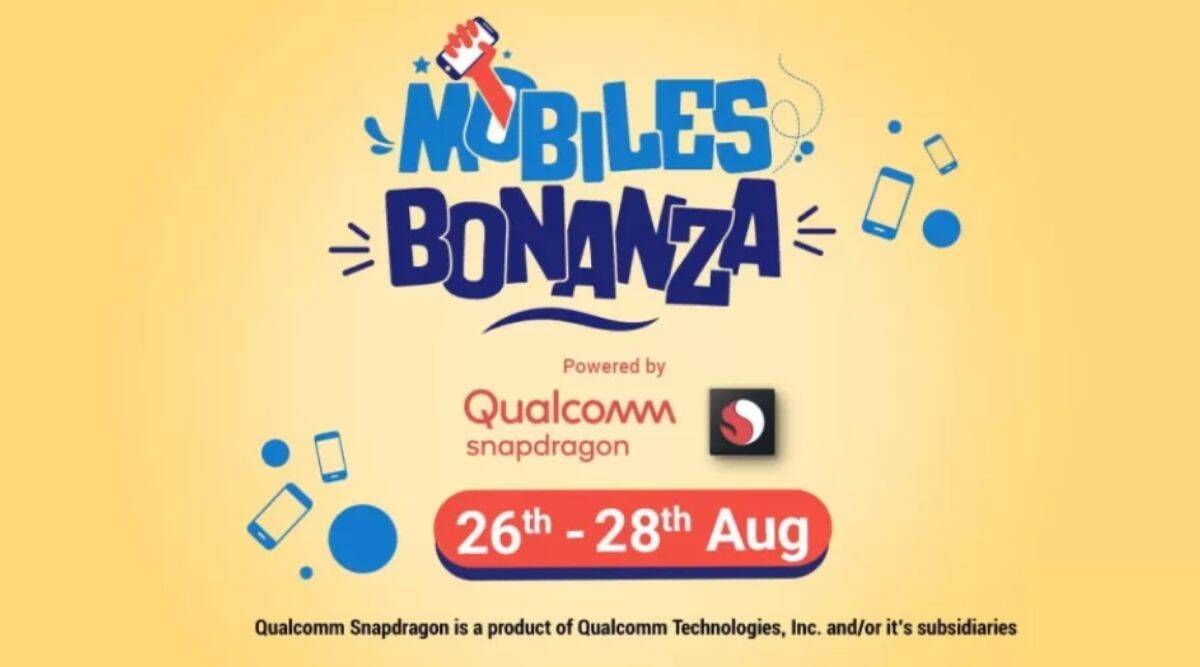 MOBILES
BONANZA
Powered by
Qualcomm
snapdragon
26th - 28th Aug
Qualcomm Snapdragon is a product of Qualcomm Technologies, Inc. and/or it's subsidiaries